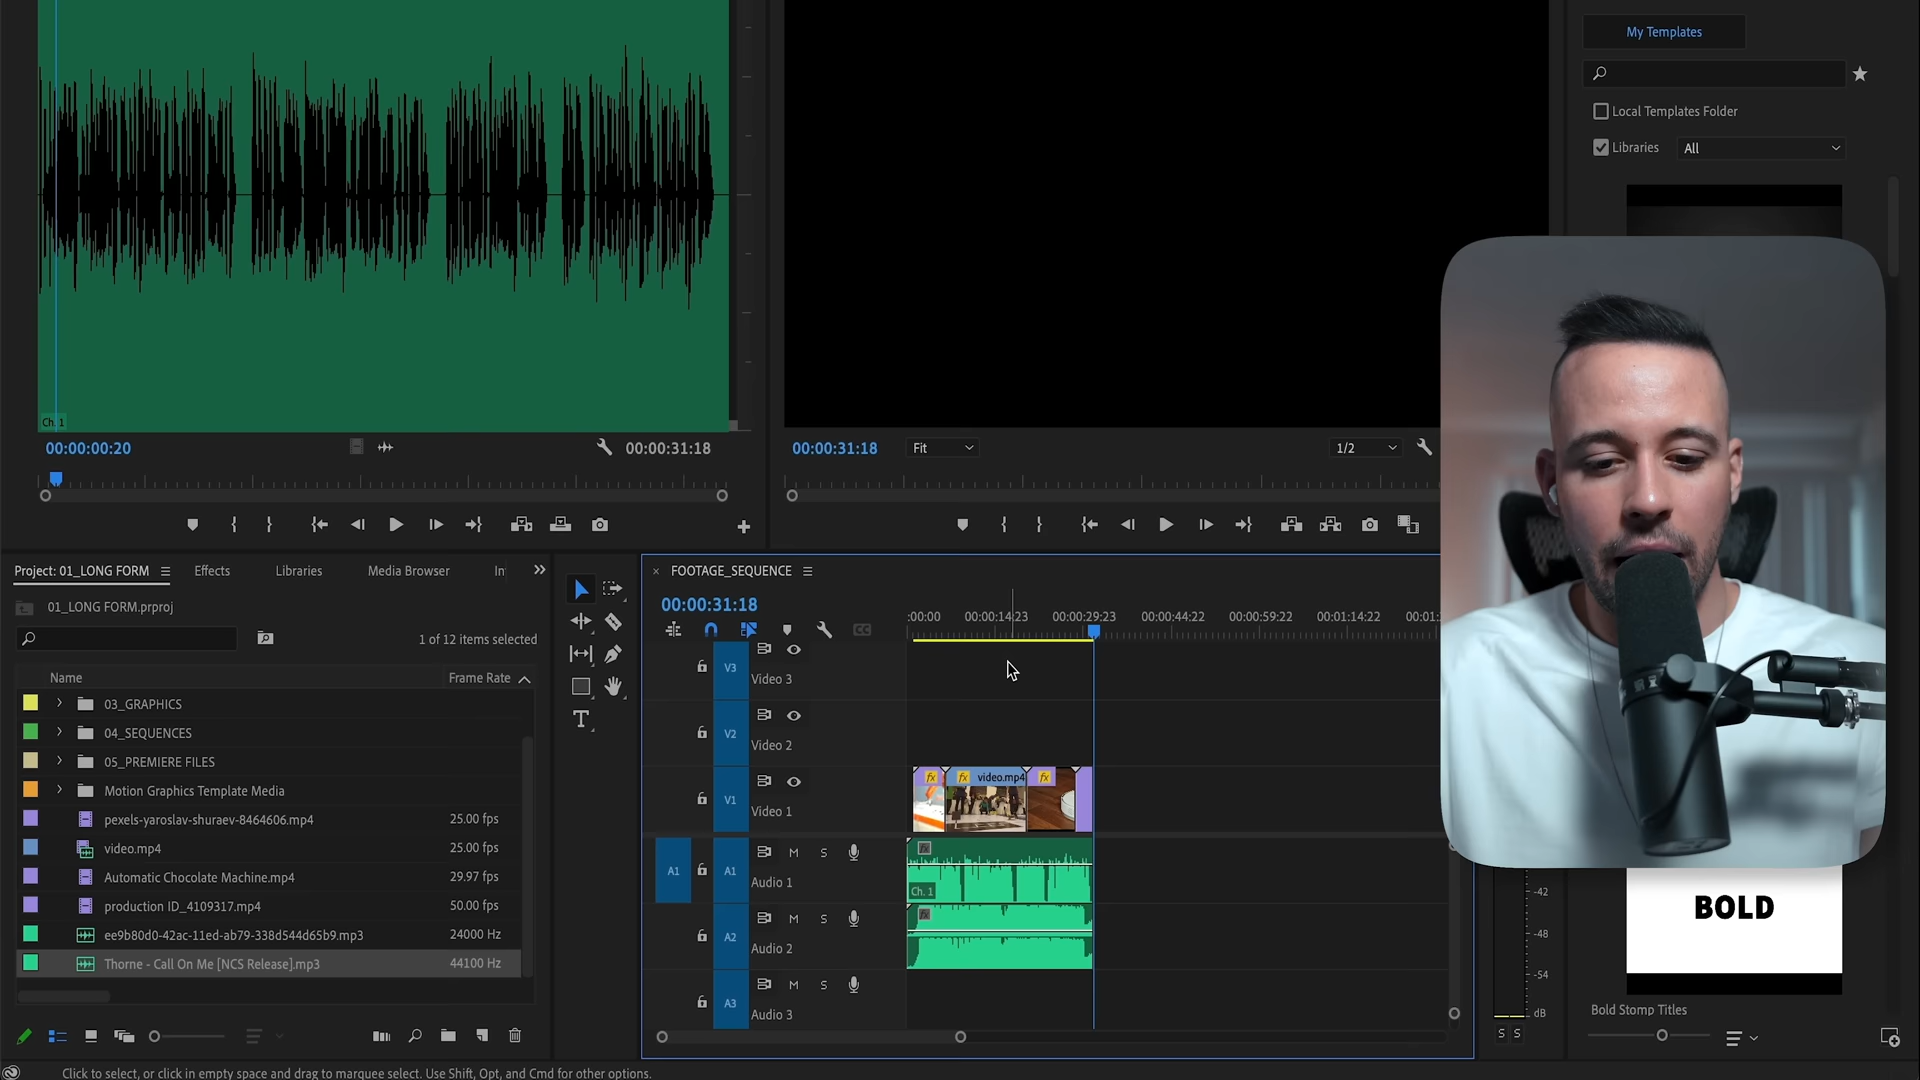 My Templates
Local Templates Folder
Libraries All
Ch. 1
00:00:00:20 00:00:31:18
00:00:31:18 Fit 1/2
Project: 01_LONG FORM Effects Libraries Media Browser In
01_LONG FORM.prproj
1 of 12 items selected
Name Frame Rate
03_GRAPHICS
04_SEQUENCES
05_PREMIERE FILES
Motion Graphics Template Media
pexels-yaroslav-shuraev-8464606.mp4 25.00 fps
video.mp4 25.00 fps
Automatic Chocolate Machine.mp4 29.97 fps
production ID_4109317.mp4 50.00 fps
ee9b80d0-42ac-11ed-ab79-338d544d65b9.mp3 24000 Hz
Thorne - Call On Me [NCS Release].mp3 44100 Hz
Click to select, or click in empty space and drag to marquee select. Use Shift, Opt, and Cmd for other options.
FOOTAGE_SEQUENCE
00:00:31:18
:00:00 00:00:14:23 00:00:29:23 00:00:44:22 00:00:59:22 00:01:14:22 00:01:
CC
V3 Video 3
V2 Video 2
fx fx video.mp4 fx
V1 Video 1
A1 A1 M S Audio 1
fx
Ch. 1
A2 M S Audio 2
fx
A3 M S Audio 3
-42
-48
-54
dB
S S
BOLD
Bold Stomp Titles